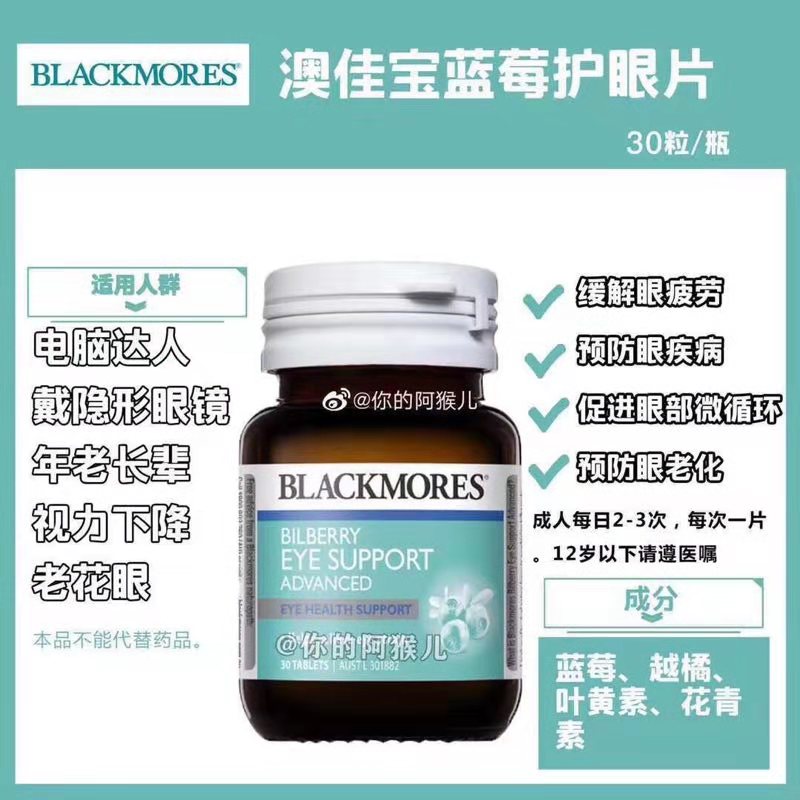 BLACKMORES®
澳佳宝蓝莓护眼片
30粒/瓶
适用人群
电脑达人
戴隐形眼镜
年老长辈
视力下降
老花眼
本品不能代替药品。
@你的阿猴儿
BLACKMORES®
BILBERRY
EYE SUPPORT
ADVANCED
EYE HEALTH SUPPORT
@你的阿猴儿
30 TABLETS | AUST L 301882
缓解眼疲劳
预防眼疾病
促进眼部微循环
预防眼老化
成人每日2-3次，每次一片
。12岁以下请遵医嘱
成分
蓝莓、越橘、
叶黄素、花青
素